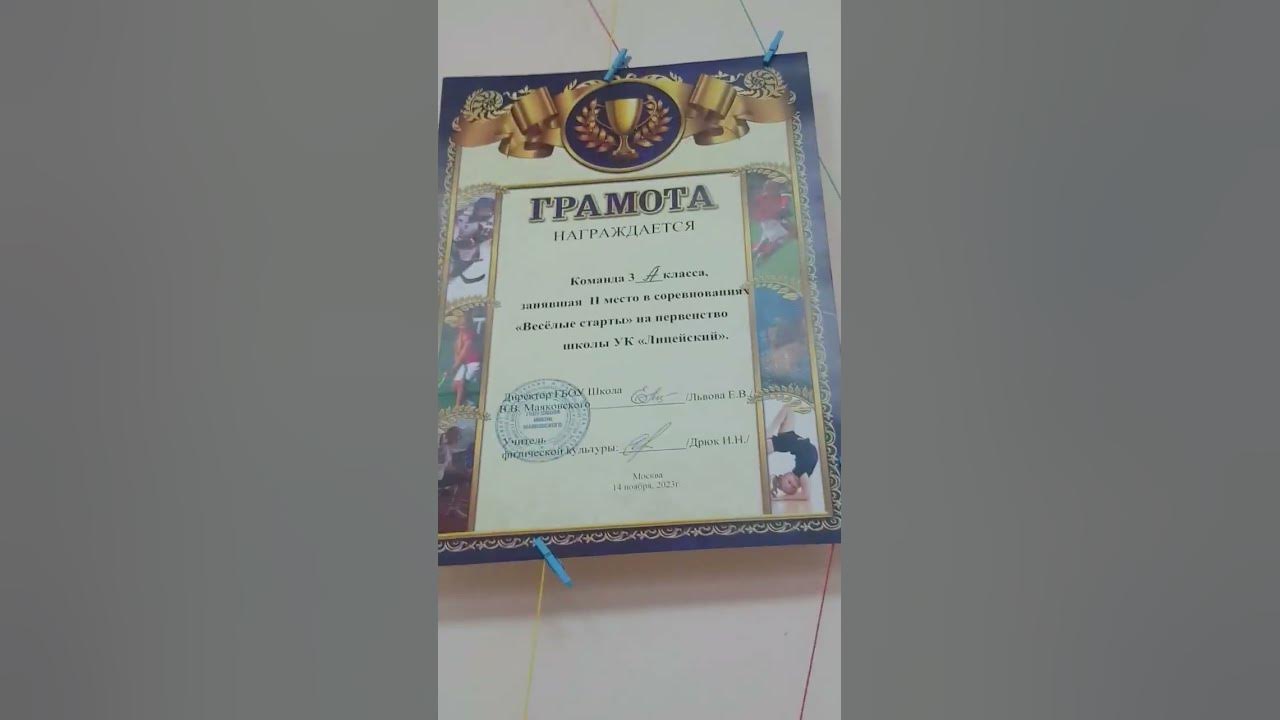 ГРАМОТА
НАГРАЖДАЕТСЯ
Команда 3 А класса,
занявшая II место в соревнованиях
«Весёлые старты» на первенство
школы УК «Лицейский».
Директор ГБОУ Школа
В.В. Маяковского /Львова Е.В./
Учитель
физической культуры: /Дрюк И.Н./
Москва
14 ноября, 2023г